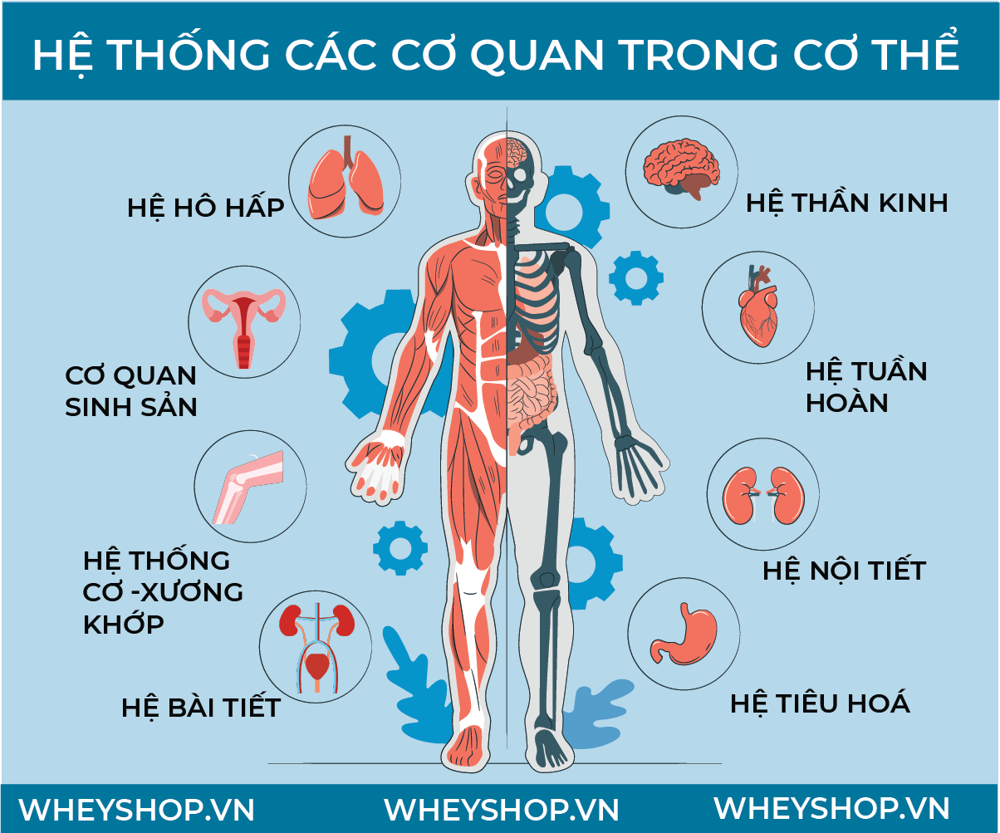 HỆ THỐNG CÁC CƠ QUAN TRONG CƠ THỂ
HỆ HÔ HẤP
HỆ THẦN KINH
CƠ QUAN
SINH SẢN
HỆ TUẦN
HOÀN
HỆ THỐNG
CƠ -XƯƠNG
KHỚP
HỆ NỘI TIẾT
HỆ BÀI TIẾT
HỆ TIÊU HOÁ
WHEYSHOP.VN
WHEYSHOP.VN
WHEYSHOP.VN